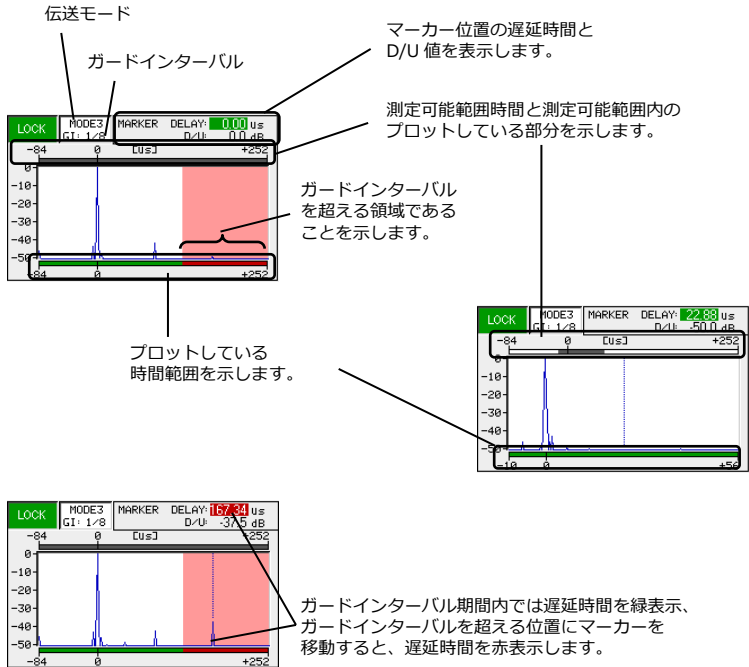 伝送モード
ガードインターバル
マーカー位置の遅延時間と
D/U 値を表示します。
測定可能範囲時間と測定可能範囲内の
プロットしている部分を示します。
LOCK
MODE3
GI: 1/8
MARKER DELAY: 0.00 us
D/U: 0.0 dB
-84 0 [us] +252
0
-10
-20
-30
-40
-50
-84 0 +252
ガードインターバル
を超える領域である
ことを示します。
プロットしている
時間範囲を示します。
LOCK
MODE3
GI: 1/8
MARKER DELAY: 22.88 us
D/U: -50.0 dB
-84 0 [us] +252
0
-10
-20
-30
-40
-50
-10 0 +56
LOCK
MODE3
GI: 1/8
MARKER DELAY: 167.34 us
D/U: -37.5 dB
-84 0 [us] +252
0
-10
-20
-30
-40
-50
-84 0 +252
ガードインターバル期間内では遅延時間を緑表示、
ガードインターバルを超える位置にマーカーを
移動すると、遅延時間を赤表示します。